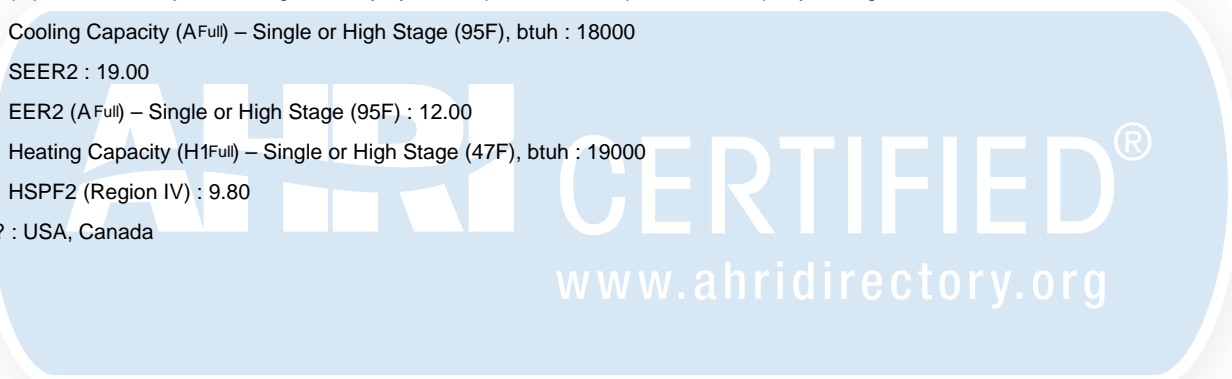 Cooling Capacity (AFull) – Single or High Stage (95F), btuh : 18000
SEER2 : 19.00
EER2 (AFull) – Single or High Stage (95F) : 12.00
Heating Capacity (H1Full) – Single or High Stage (47F), btuh : 19000
HSPF2 (Region IV) : 9.80
? : USA, Canada
AHRI CERTIFIED®
www.ahridirectory.org